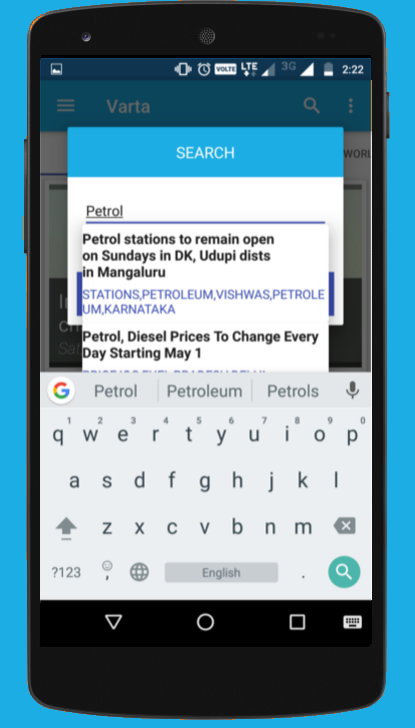 VOLTE LTE 3G 2:22
Varta
WORL
SEARCH
Petrol
Petrol stations to remain open
on Sundays in DK, Udupi dists
in Mangaluru
STATIONS,PETROLEUM,VISHWAS,PETROLE
UM,KARNATAKA
Petrol, Diesel Prices To Change Every
Day Starting May 1
G Petrol Petroleum Petrols
1 2 3 4 5 6 7 8 9 0
q w e r t y u i o p
a s d f g h j k l
z x c v b n m
?123 , English .